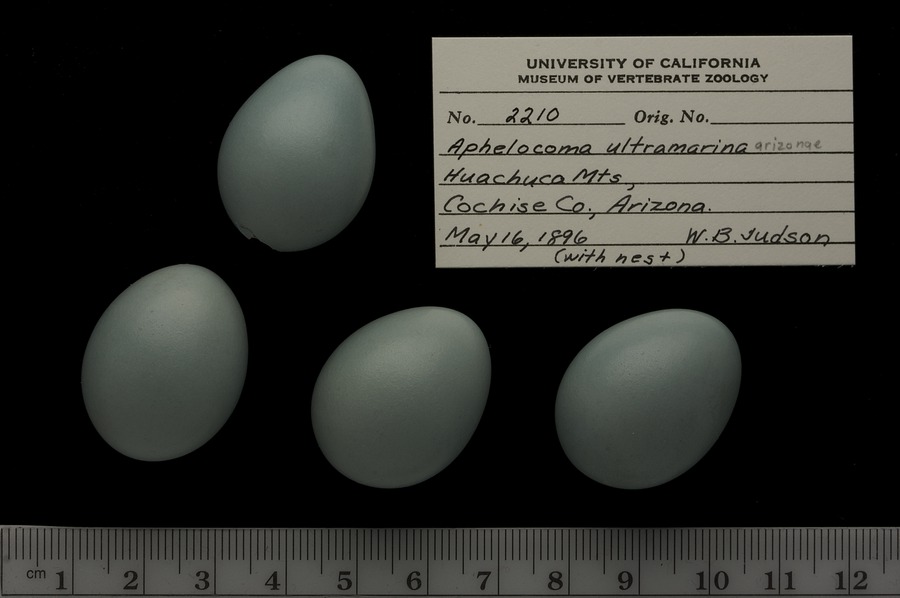 UNIVERSITY OF CALIFORNIA
MUSEUM OF VERTEBRATE ZOOLOGY
No. 2210 Orig. No.
Aphelocoma ultramarina arizonae
Huachuca Mts,
Cochise Co., Arizona.
May 16, 1896 W. B. Judson
(with nest)
cm 1 2 3 4 5 6 7 8 9 10 11 12